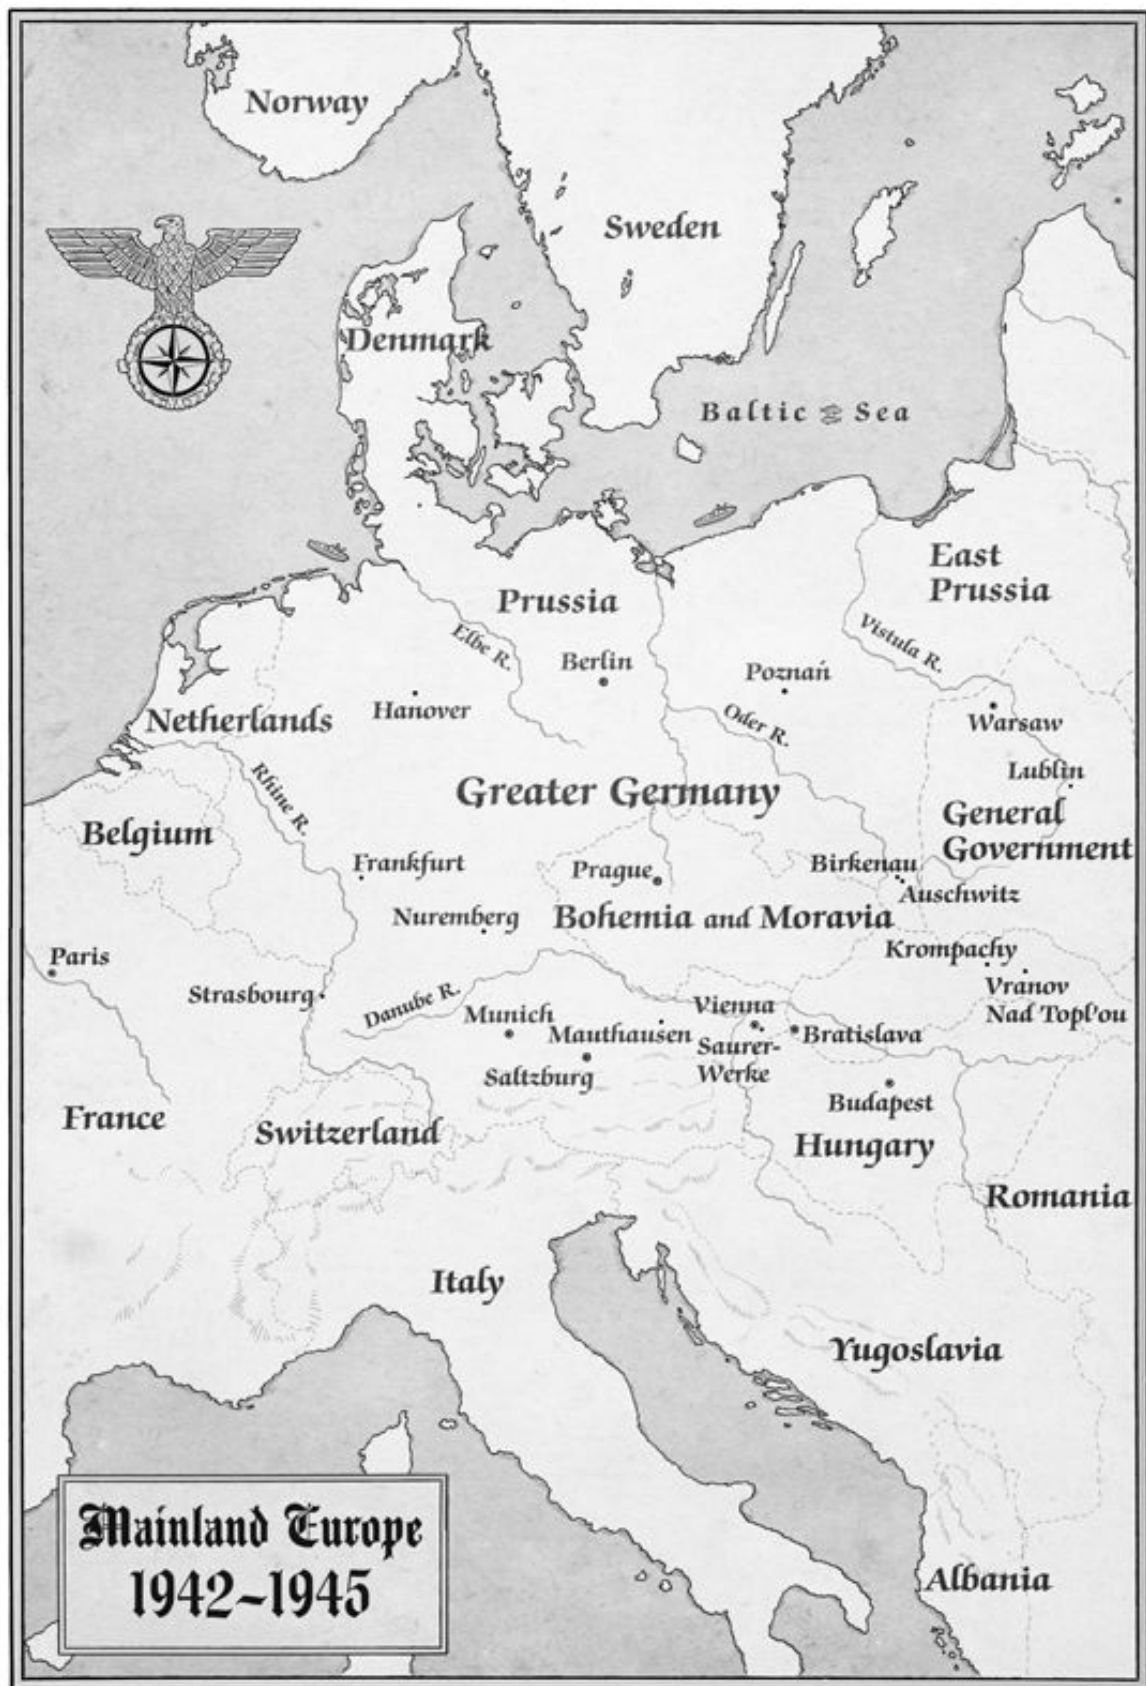 Norway
Sweden
Denmark
Baltic Sea
East
Prussia
Prussia
Elbe R.
Vistula R.
Berlin
Poznań
Hanover
Netherlands
Oder R.
Warsaw
Rhine R.
Lublin
Greater Germany
General
Government
Belgium
Frankfurt
Prague
Birkenau
Auschwitz
Nuremberg
Bohemia and Moravia
Krompachy
Paris
Vranov
Nad Topl'ou
Strasbourg
Danube R.
Munich
Mauthausen
Vienna
Saurer-
Werke
Bratislava
Saltzburg
Budapest
France
Switzerland
Hungary
Romania
Italy
Yugoslavia
Mainland Europe
1942–1945
Albania